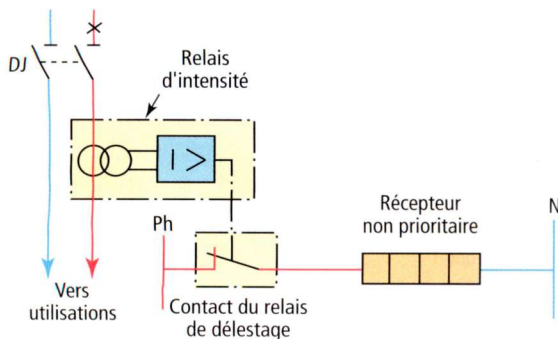 DJ
Relais
d'intensité
I >
Ph
Récepteur
non prioritaire
N
Vers
utilisations
Contact du relais
de délestage